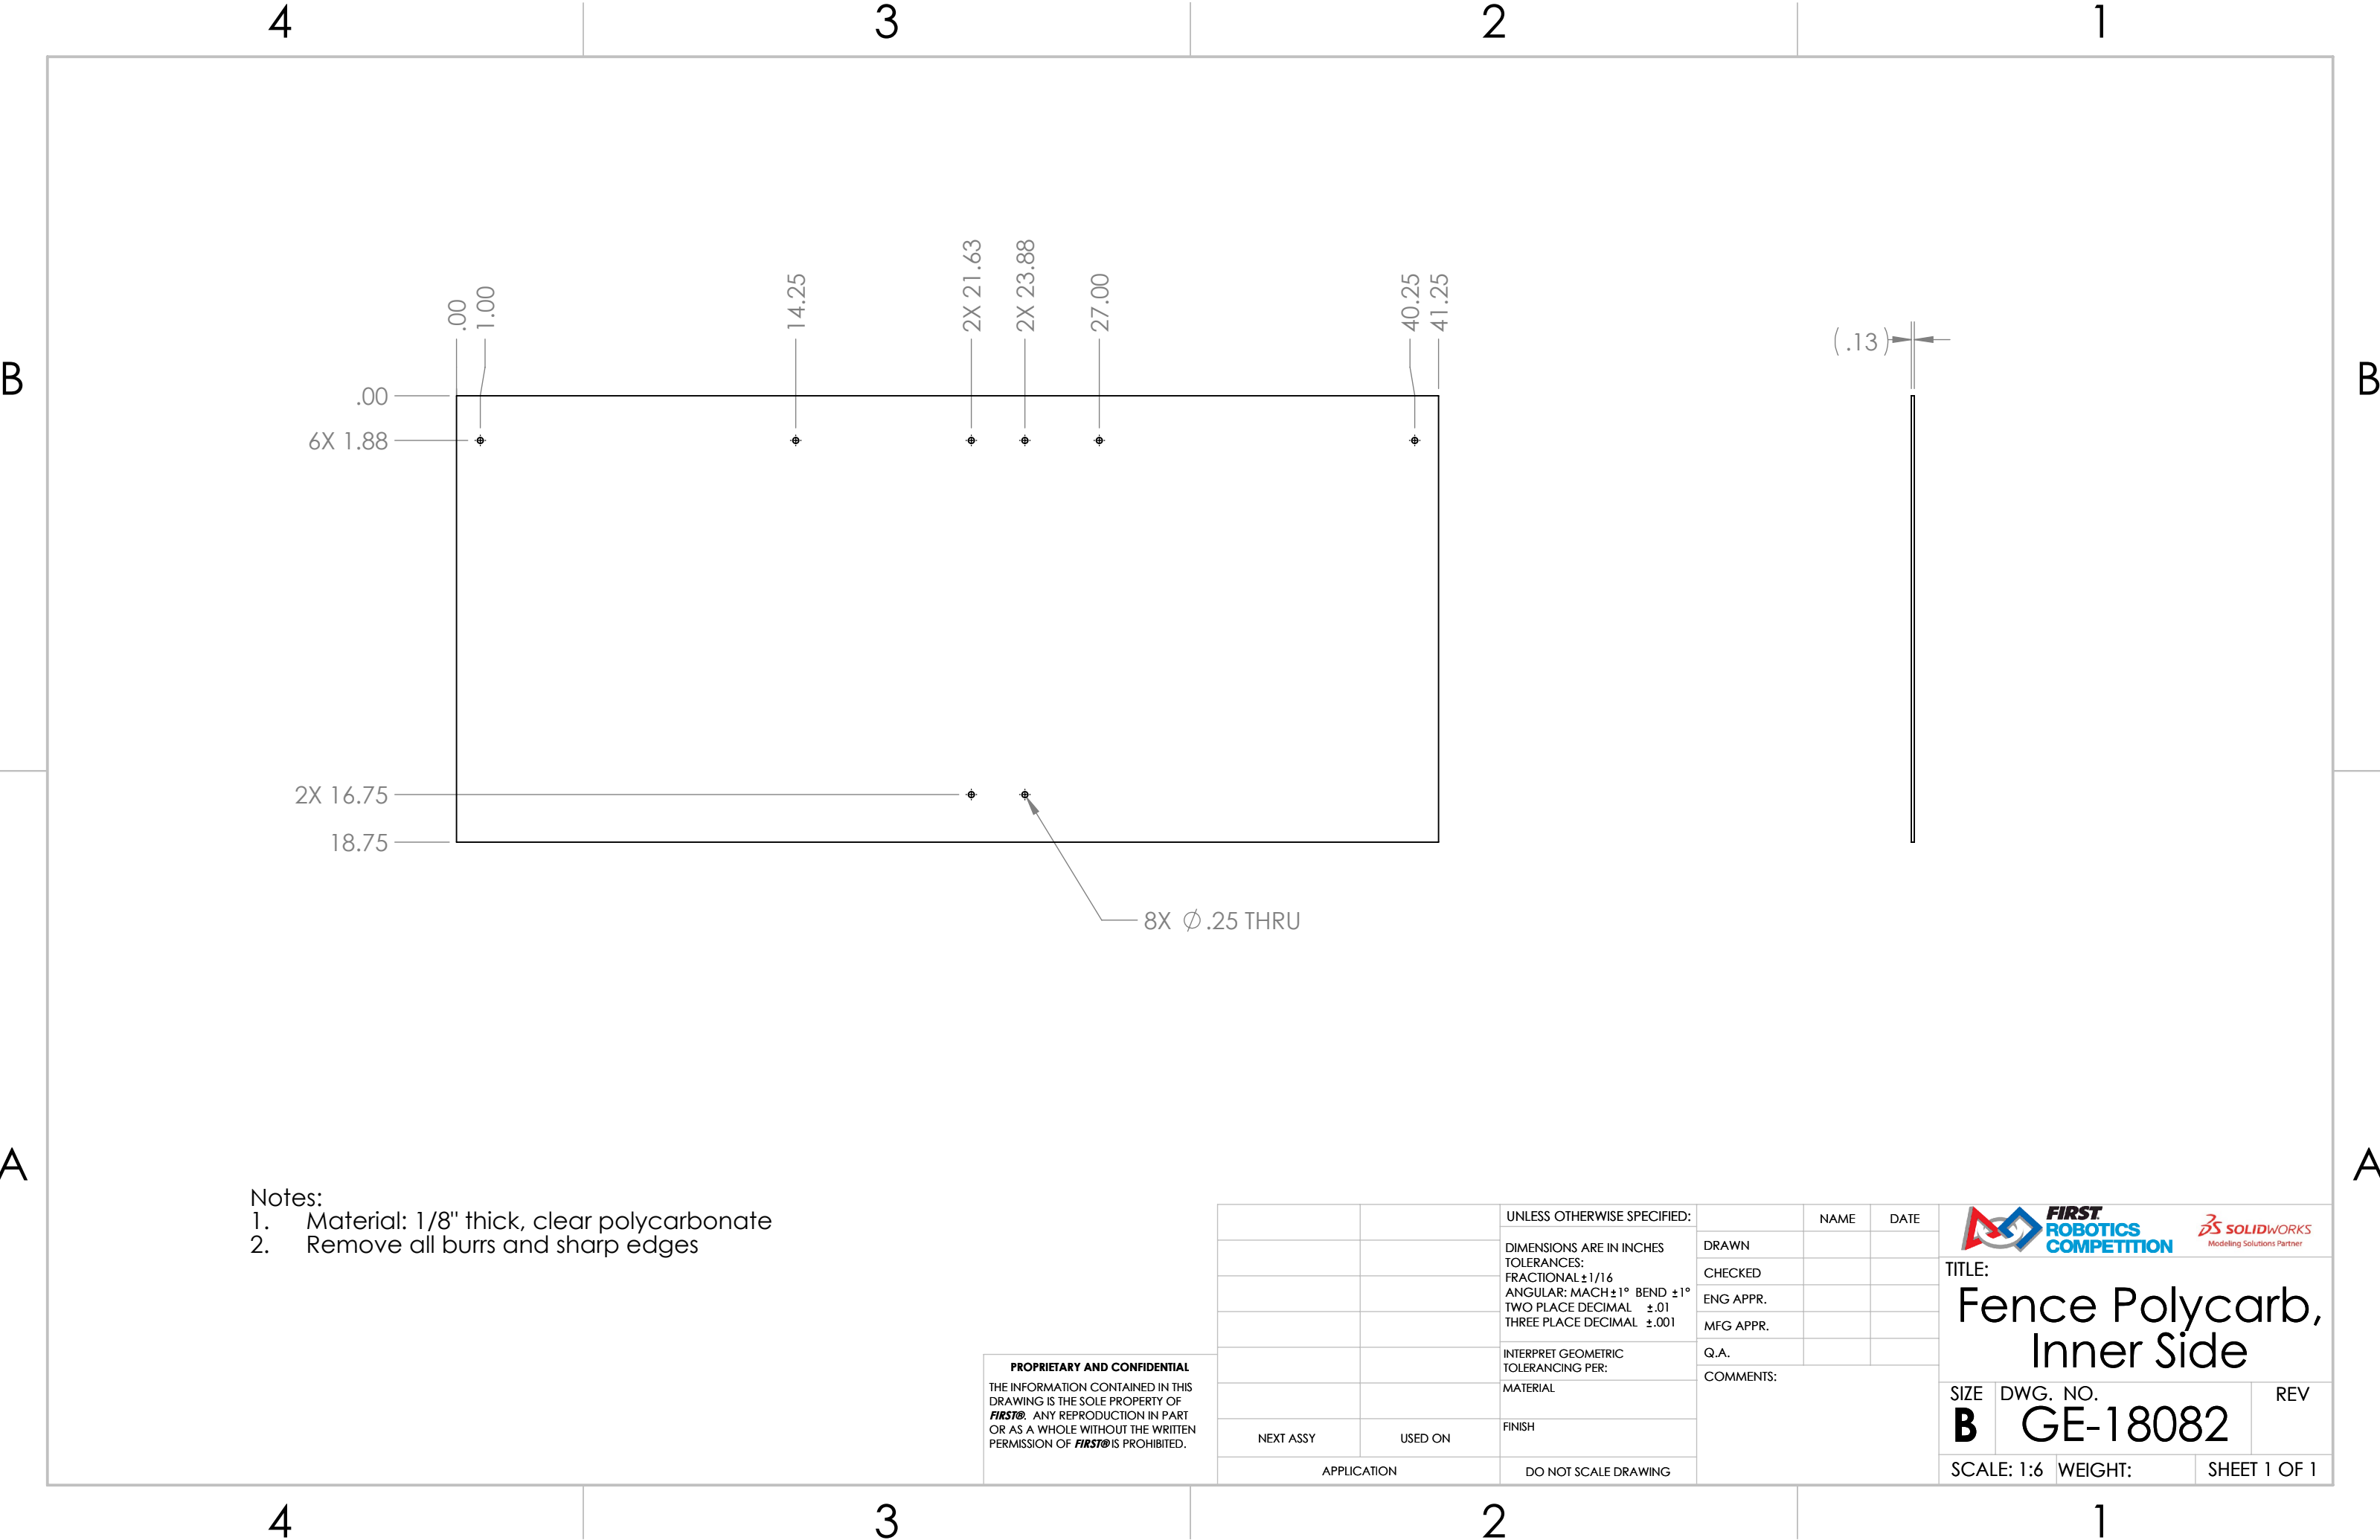 4 3 2 1
.00
1.00
14.25
2X 21.63
2X 23.88
27.00
40.25
41.25
( .13 )
B B
.00
6X 1.88
2X 16.75
18.75
8X Ø .25 THRU
A A
Notes:
1. Material: 1/8" thick, clear polycarbonate
2. Remove all burrs and sharp edges
PROPRIETARY AND CONFIDENTIAL
THE INFORMATION CONTAINED IN THIS
DRAWING IS THE SOLE PROPERTY OF
FIRST®. ANY REPRODUCTION IN PART
OR AS A WHOLE WITHOUT THE WRITTEN
PERMISSION OF FIRST® IS PROHIBITED.
NEXT ASSY USED ON
APPLICATION
UNLESS OTHERWISE SPECIFIED:
DIMENSIONS ARE IN INCHES
TOLERANCES:
FRACTIONAL ±1/16
ANGULAR: MACH ±1° BEND ±1°
TWO PLACE DECIMAL ±.01
THREE PLACE DECIMAL ±.001
INTERPRET GEOMETRIC
TOLERANCING PER:
MATERIAL
FINISH
DO NOT SCALE DRAWING
NAME DATE
DRAWN
CHECKED
ENG APPR.
MFG APPR.
Q.A.
COMMENTS:
FIRST®
ROBOTICS
COMPETITION
SOLIDWORKS
Modeling Solutions Partner
TITLE:
Fence Polycarb,
Inner Side
SIZE DWG. NO. REV
B GE-18082
SCALE: 1:6 WEIGHT: SHEET 1 OF 1
4 3 2 1